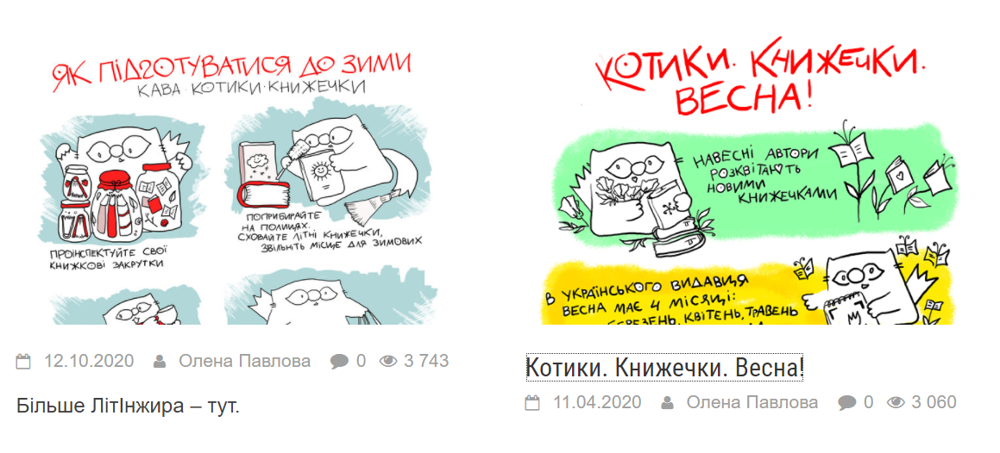 ЯК ПІДГОТУВАТИСЯ ДО ЗИМИ
КАВА·КОТИКИ·КНИЖЕЧКИ
ПРОІНСПЕКТУЙТЕ СВОЇ
КНИЖКОВІ ЗАКРУТКИ
ПОПРИБИРАЙТЕ
НА ПОЛИЦЯХ.
СХОВАЙТЕ ЛІТНІ КНИЖЕЧКИ,
ЗВІЛЬНІТЬ МІСЦЕ ДЛЯ ЗИМОВИХ
12.10.2020 Олена Павлова 0 3 743
Більше ЛітІнжира – тут.
КОТИКИ. КНИЖЕЧКИ.
ВЕСНА!
НАВЕСНІ АВТОРИ
РОЗКВІТАЮТЬ
НОВИМИ
КНИЖЕЧКАМИ
В УКРАЇНСЬКОГО ВИДАВЦЯ
ВЕСНА МАЄ 4 МІСЯЦІ:
БЕРЕЗЕНЬ, КВІТЕНЬ, ТРАВЕНЬ
М
Котики. Книжечки. Весна!
11.04.2020 Олена Павлова 0 3 060